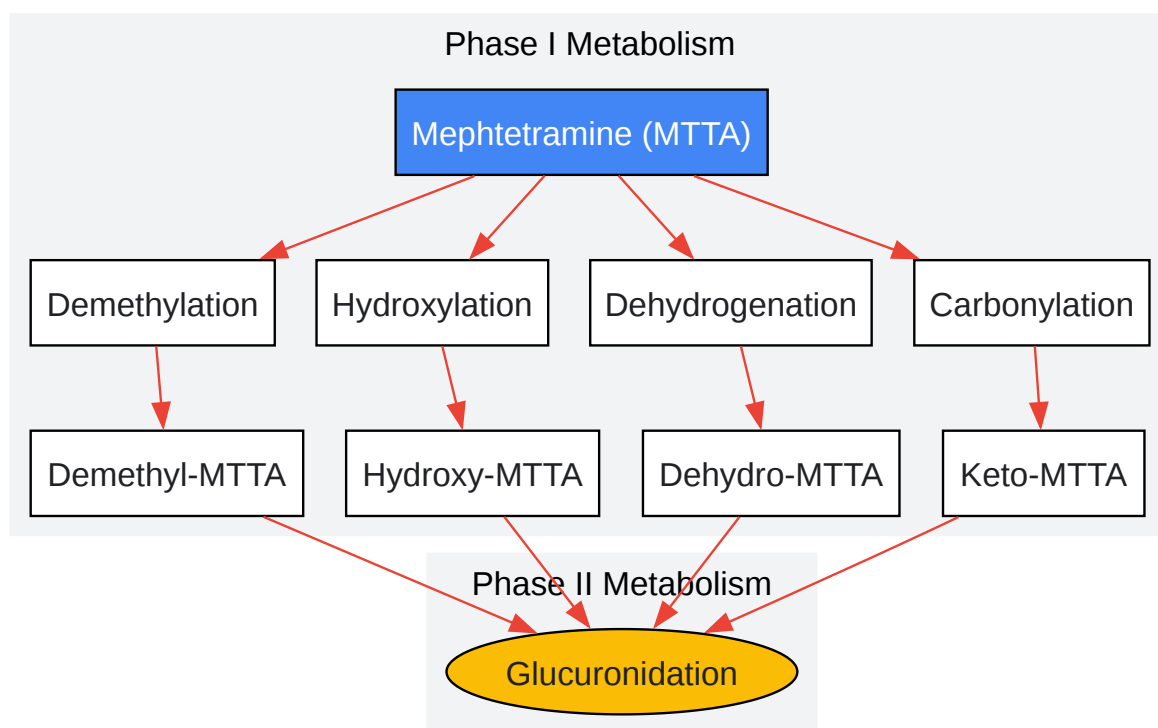 Phase I Metabolism
Mephtetramine (MTTA)
Demethylation
Hydroxylation
Dehydrogenation
Carbonylation
Demethyl-MTTA
Hydroxy-MTTA
Dehydro-MTTA
Keto-MTTA
Phase II Metabolism
Glucuronidation